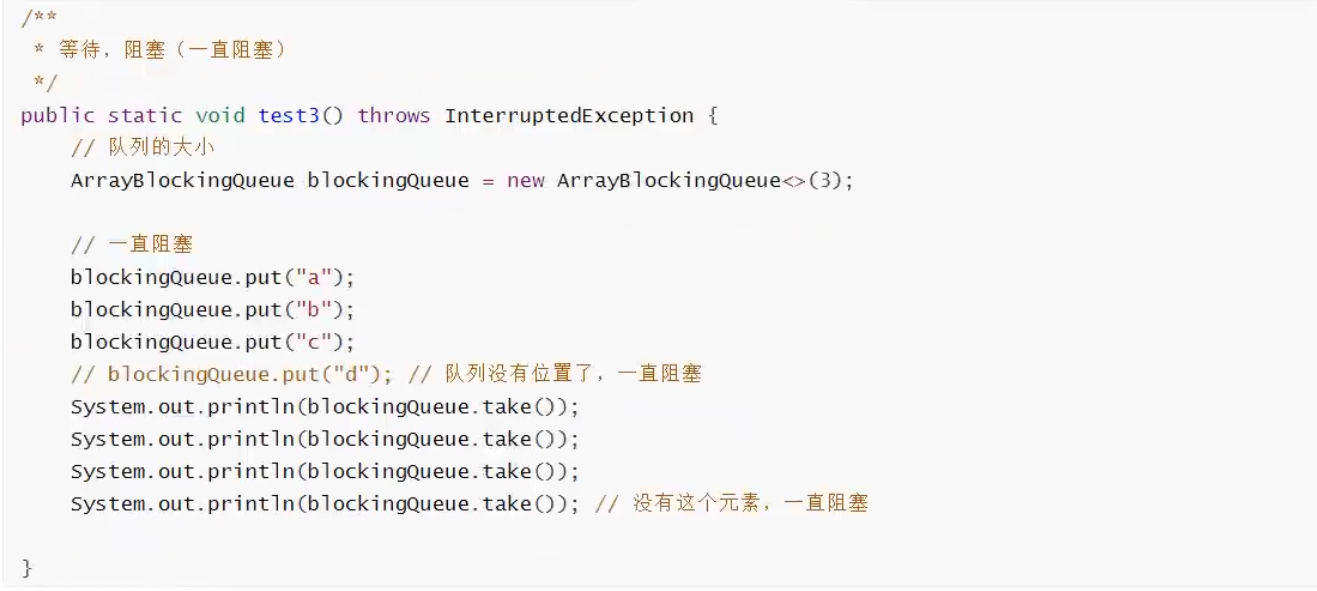 /**
 * 等待，阻塞（一直阻塞）
 */
public static void test3() throws InterruptedException {
    // 队列的大小
    ArrayBlockingQueue blockingQueue = new ArrayBlockingQueue<>(3);

    // 一直阻塞
    blockingQueue.put("a");
    blockingQueue.put("b");
    blockingQueue.put("c");
    // blockingQueue.put("d"); // 队列没有位置了，一直阻塞
    System.out.println(blockingQueue.take());
    System.out.println(blockingQueue.take());
    System.out.println(blockingQueue.take());
    System.out.println(blockingQueue.take()); // 没有这个元素，一直阻塞

}